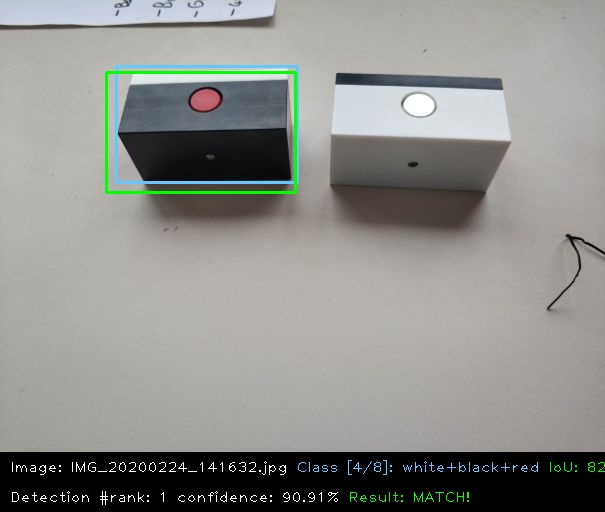 Image: IMG_20200224_141632.jpg Class [4/8]: white+black+red IoU: 82
Detection #rank: 1 confidence: 90.91% Result: MATCH!